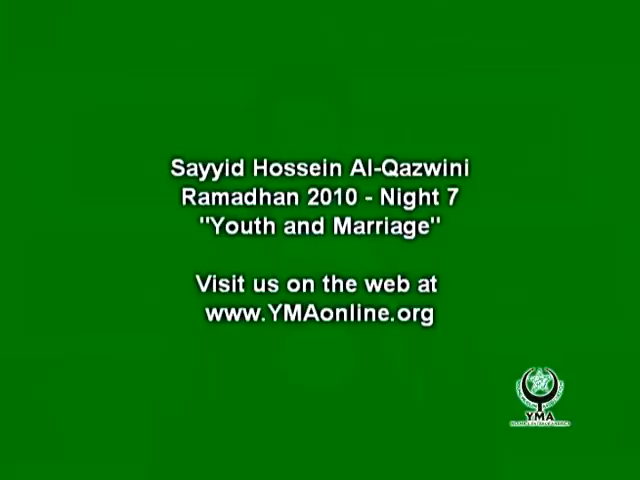 Sayyid Hossein Al-Qazwini
Ramadhan 2010 - Night 7
"Youth and Marriage"
Visit us on the web at
www.YMAonline.org
YMA